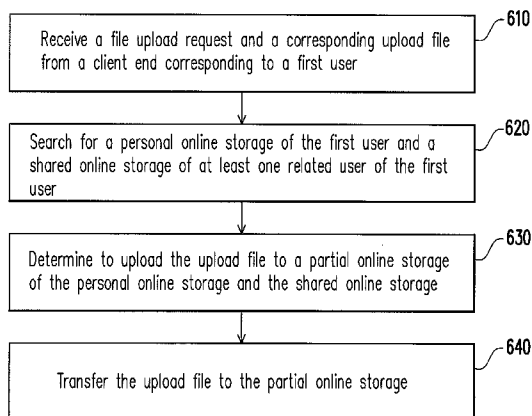 610
Receive a file upload request and a corresponding upload file
from a client end corresponding to a first user
620
Search for a personal online storage of the first user and a
shared online storage of at least one related user of the first
user
630
Determine to upload the upload file to a partial online storage
of the personal online storage and the shared online storage
640
Transfer the upload file to the partial online storage